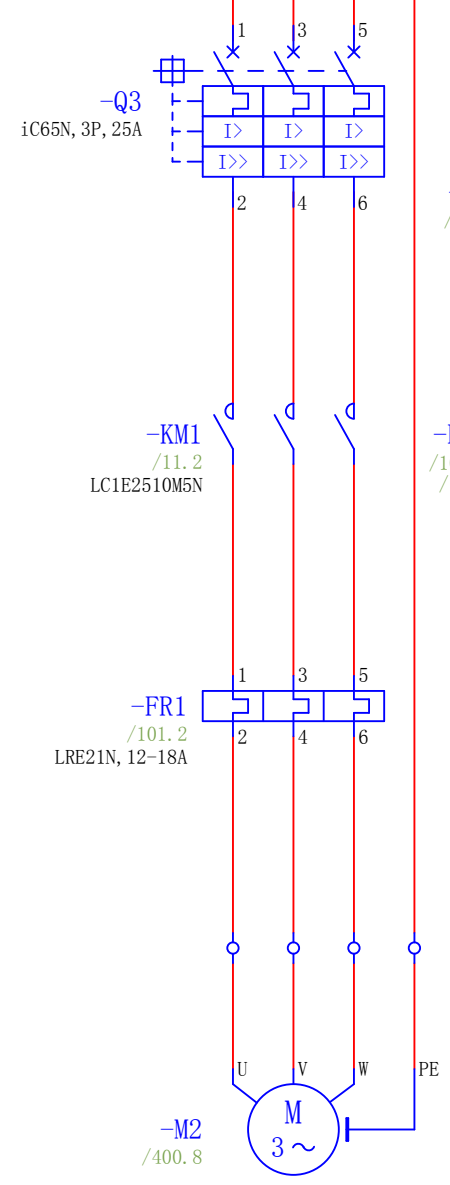 1 3 5
-Q3
iC65N, 3P, 25A
I> I> I>
I>> I>> I>>
2 4 6
-KM1
/11. 2
LC1E2510M5N
1 3 5
-FR1
/101. 2
2 4 6
LRE21N, 12-18A
U V W PE
M
3 ~
-M2
/400. 8